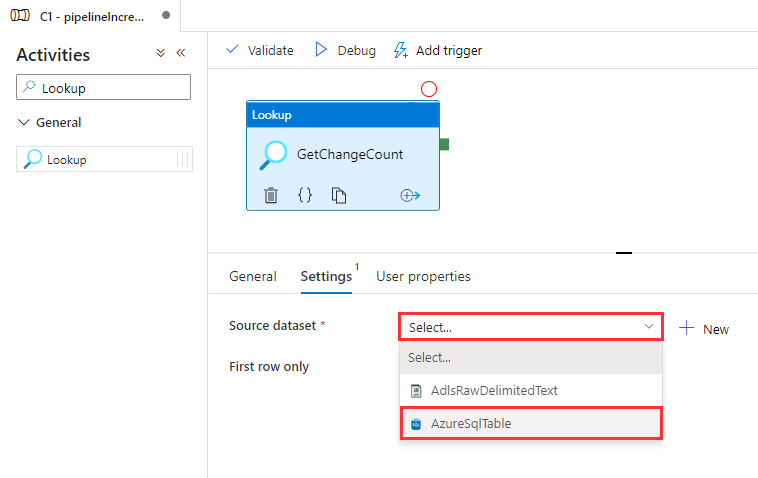 C1 - pipelineIncre...
Activities
Lookup
General
Lookup
Validate
Debug
Add trigger
Lookup
GetChangeCount
{}
General
Settings
1
User properties
Source dataset *
Select...
New
Select...
First row only
AdlsRawDelimitedText
SQL
AzureSqlTable